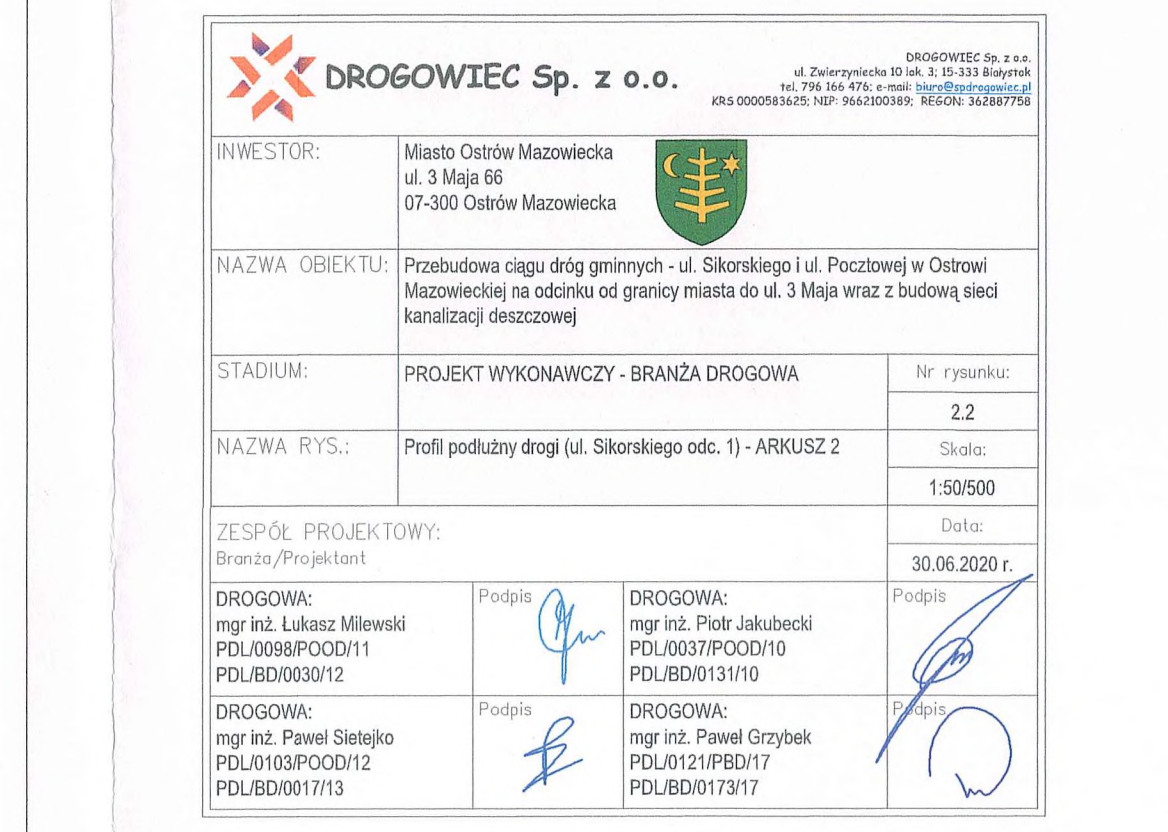 DROGOWIEC Sp. z o.o.
DROGOWIEC Sp. z o.o.
ul. Zwierzyniecka 10 lok. 3; 15-333 Białystok
tel. 796 166 476; e-mail: biuro@spdrogowiec.pl
KRS 0000583625; NIP: 9662100389; REGON: 362887758
INWESTOR:
Miasto Ostrów Mazowiecka
ul. 3 Maja 66
07-300 Ostrów Mazowiecka
NAZWA OBIEKTU:
Przebudowa ciągu dróg gminnych - ul. Sikorskiego i ul. Pocztowej w Ostrowi
Mazowieckiej na odcinku od granicy miasta do ul. 3 Maja wraz z budową sieci
kanalizacji deszczowej
STADIUM:
PROJEKT WYKONAWCZY - BRANŻA DROGOWA
Nr rysunku:
2.2
NAZWA RYS.:
Profil podłużny drogi (ul. Sikorskiego odc. 1) - ARKUSZ 2
Skala:
1:50/500
ZESPÓŁ PROJEKTOWY:
Branża/Projektant
Data:
30.06.2020 r.
DROGOWA:
mgr inż. Łukasz Milewski
PDL/0098/POOD/11
PDL/BD/0030/12
Podpis
DROGOWA:
mgr inż. Piotr Jakubecki
PDL/0037/POOD/10
PDL/BD/0131/10
Podpis
DROGOWA:
mgr inż. Paweł Sietejko
PDL/0103/POOD/12
PDL/BD/0017/13
Podpis
DROGOWA:
mgr inż. Paweł Grzybek
PDL/0121/PBD/17
PDL/BD/0173/17
Podpis